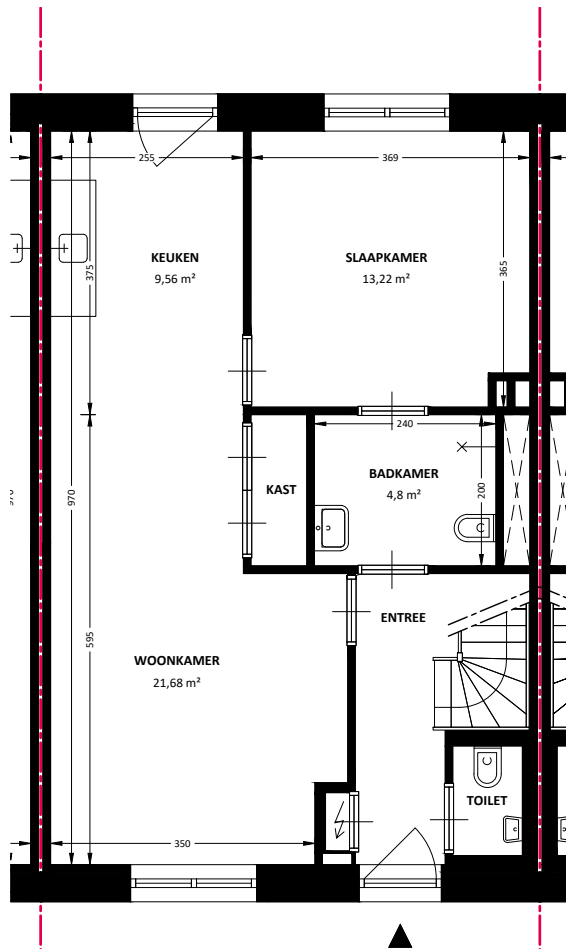 255
369
KEUKEN
9,56 m²
SLAAPKAMER
13,22 m²
375
365
240
BADKAMER
4,8 m²
200
KAST
970
970
ENTREE
595
WOONKAMER
21,68 m²
TOILET
350